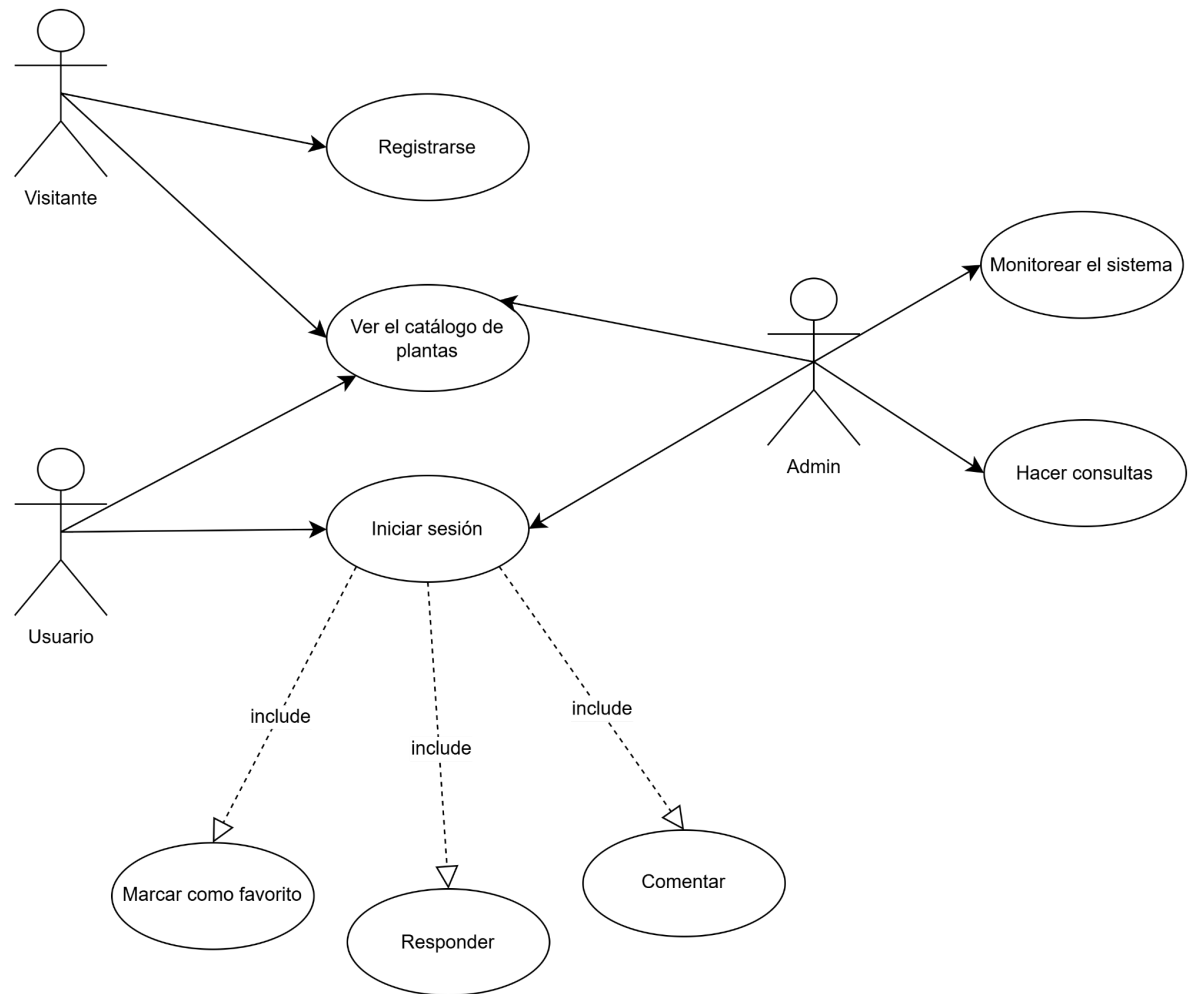 Visitante
Registrarse
Monitorear el sistema
Ver el catálogo de
plantas
Admin
Hacer consultas
Iniciar sesión
Usuario
include
include
include
Marcar como favorito
Responder
Comentar